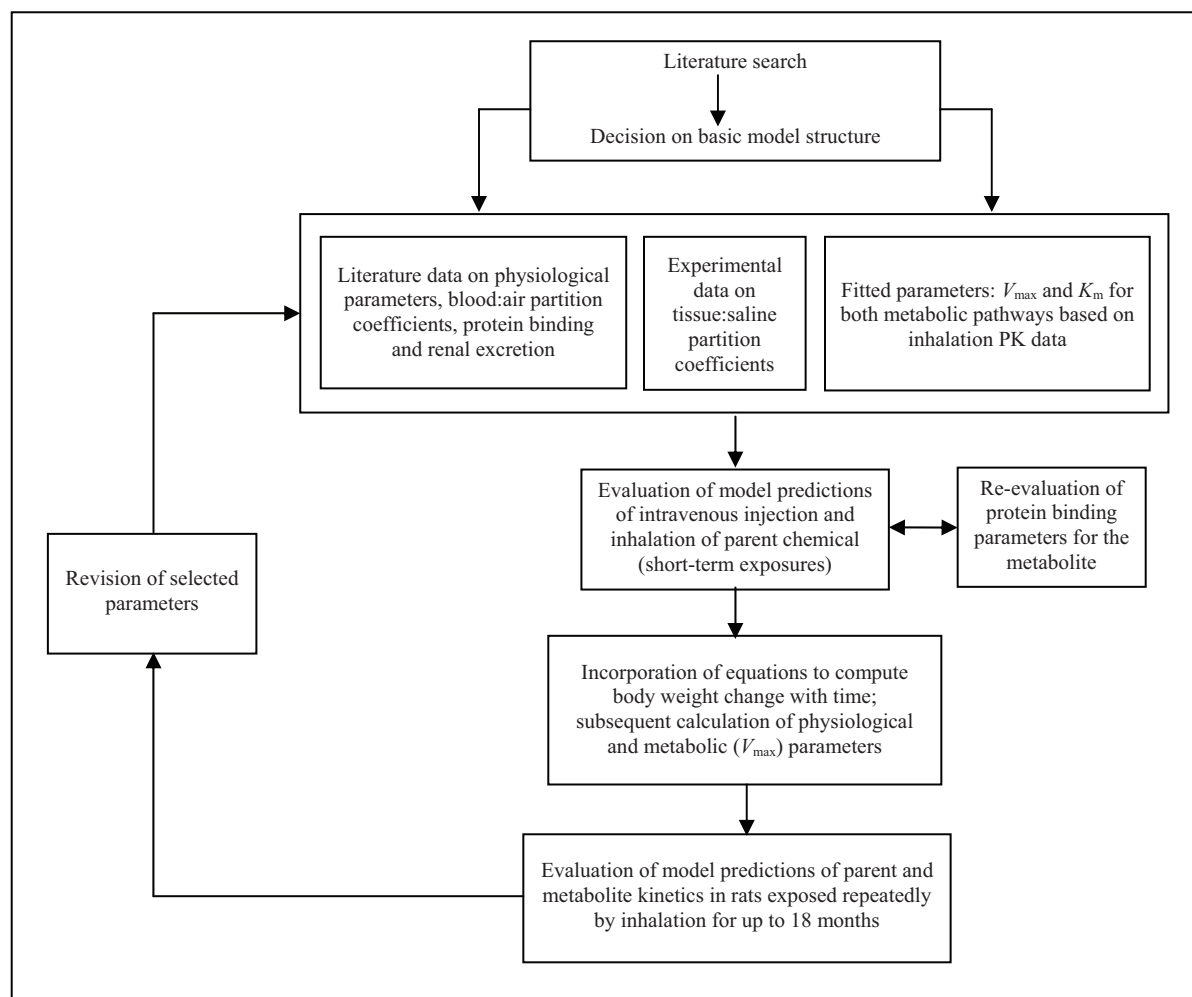 Literature search
Decision on basic model structure
Literature data on physiological
parameters, blood:air partition
coefficients, protein binding
and renal excretion
Experimental
data on
tissue:saline
partition
coefficients
Fitted parameters: Vmax and Km for
both metabolic pathways based on
inhalation PK data
Evaluation of model predictions
of intravenous injection and
inhalation of parent chemical
(short-term exposures)
Re-evaluation of
protein binding
parameters for the
metabolite
Revision of selected
parameters
Incorporation of equations to compute
body weight change with time;
subsequent calculation of physiological
and metabolic (Vmax) parameters
Evaluation of model predictions of parent and
metabolite kinetics in rats exposed repeatedly
by inhalation for up to 18 months